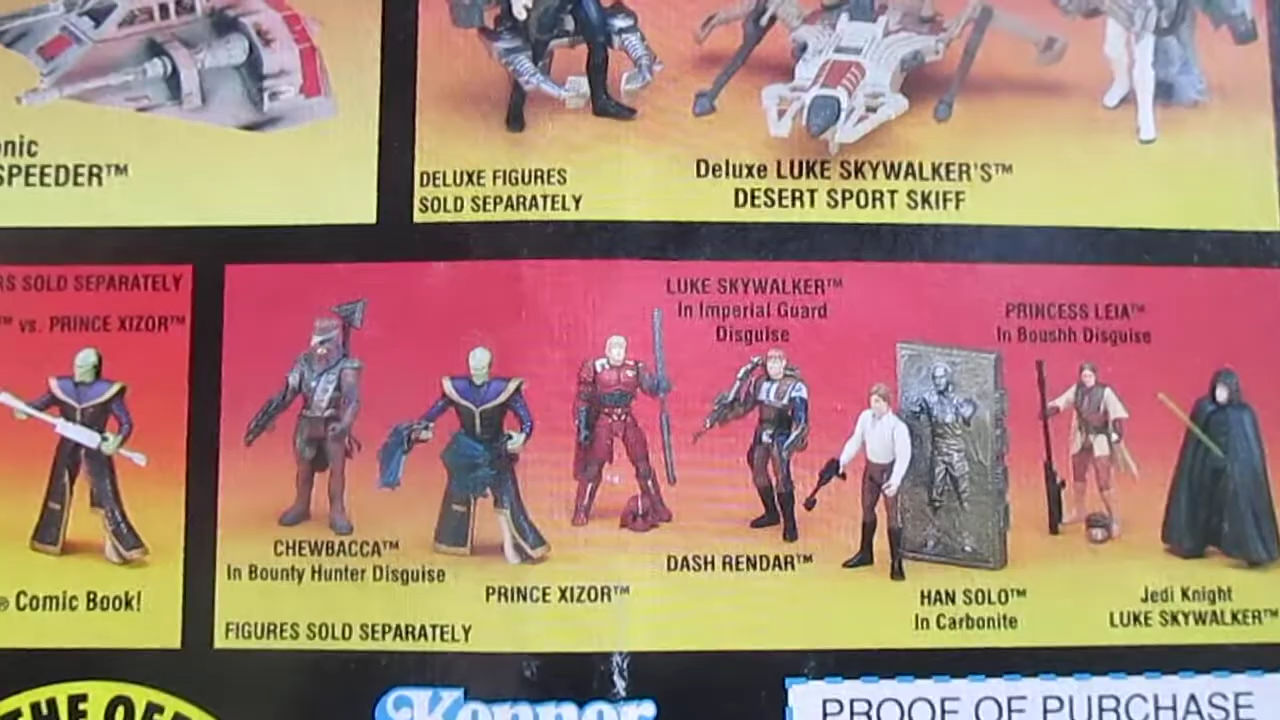 SPEEDER™
DELUXE FIGURES
SOLD SEPARATELY
Deluxe LUKE SKYWALKER'S™
DESERT SPORT SKIFF
SOLD SEPARATELY
™ vs. PRINCE XIZOR™
® Comic Book!
LUKE SKYWALKER™
In Imperial Guard
Disguise
PRINCESS LEIA™
In Boushh Disguise
CHEWBACCA™
In Bounty Hunter Disguise
PRINCE XIZOR™
DASH RENDAR™
HAN SOLO™
In Carbonite
Jedi Knight
LUKE SKYWALKER™
FIGURES SOLD SEPARATELY
THE
Kenner
PROOF OF PURCHASE